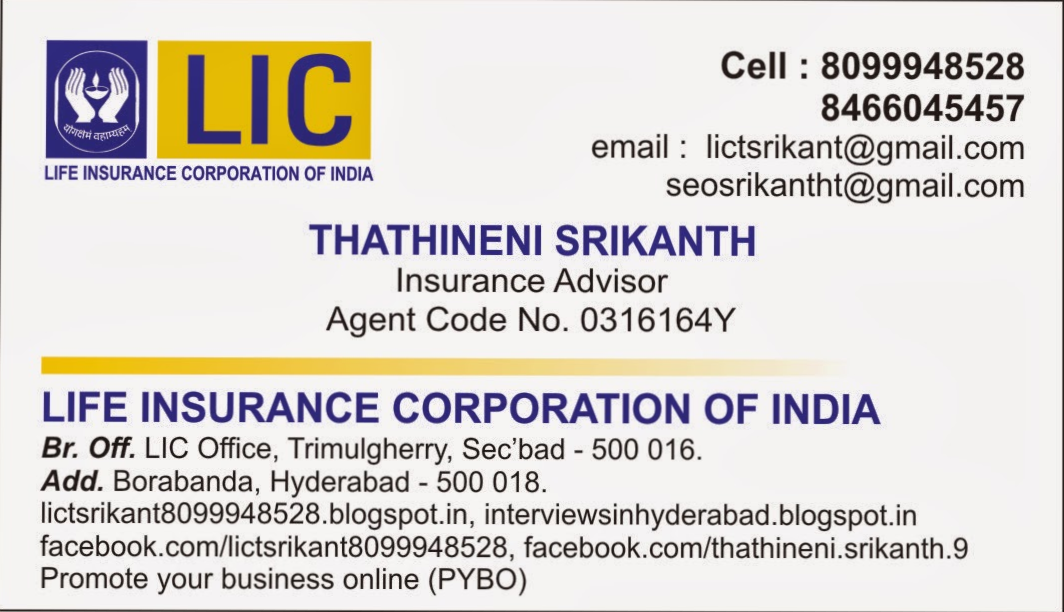 योगक्षेमं वहाम्यहम्
LIC
LIFE INSURANCE CORPORATION OF INDIA
Cell : 8099948528
8466045457
email : lictsrikant@gmail.com
seosrikantht@gmail.com
THATHINENI SRIKANTH
Insurance Advisor
Agent Code No. 0316164Y
LIFE INSURANCE CORPORATION OF INDIA
Br. Off. LIC Office, Trimulgherry, Sec'bad - 500 016.
Add. Borabanda, Hyderabad - 500 018.
lictsrikant8099948528.blogspot.in, interviewsinhyderabad.blogspot.in
facebook.com/lictsrikant8099948528, facebook.com/thathineni.srikanth.9
Promote your business online (PYBO)